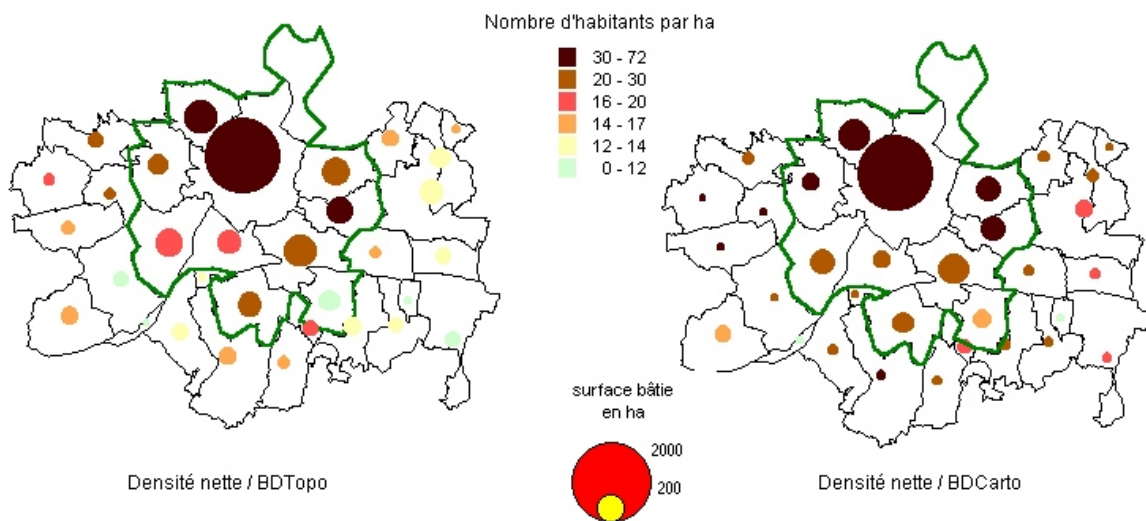 Nombre d'habitants par ha
30 - 72
20 - 30
16 - 20
14 - 17
12 - 14
0 - 12
surface bâtie
en ha
2000
200
Densité nette / BDTopo
Densité nette / BDCarto